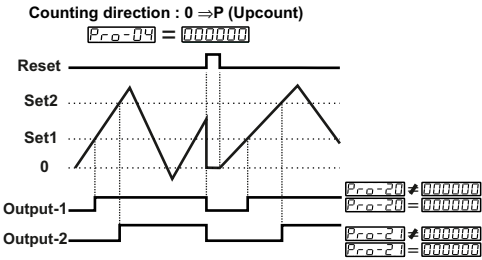 Counting direction : 0 ⇒P (Upcount)
Pro-04 = 000000
Reset
Set2
Set1
0
Output-1
Pro-20 ≠ 000000
Pro-20 = 000000
Output-2
Pro-21 ≠ 000000
Pro-21 = 000000